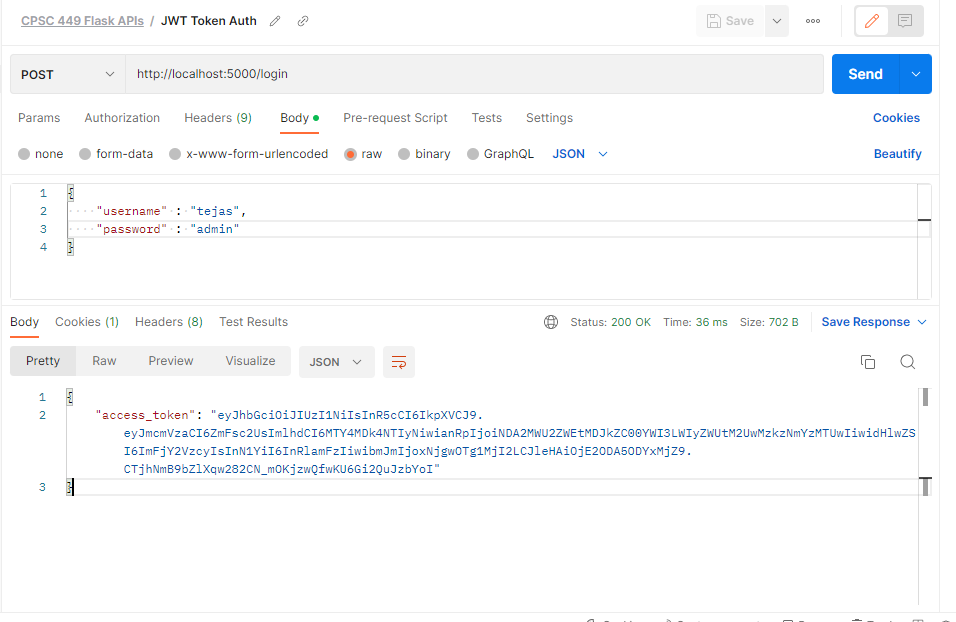 CPSC 449 Flask APIs / JWT Token Auth
Save
POST http://localhost:5000/login Send
Params Authorization Headers (9) Body Pre-request Script Tests Settings Cookies
none form-data x-www-form-urlencoded raw binary GraphQL JSON Beautify
1 {
2 "username" : "tejas",
3 "password" : "admin"
4 }
Body Cookies (1) Headers (8) Test Results Status: 200 OK Time: 36 ms Size: 702 B Save Response
Pretty Raw Preview Visualize JSON
1 {
2 "access_token": "eyJhbGciOiJIUzI1NiIsInR5cCI6IkpXVCJ9.
eyJmcmVzaCI6ZmFsc2UsImlhdCI6MTY4MDk4NTIyNiwianRpIjoiNDA2MWU2ZWEtMDJkZC00YWI3LWIyZWUtM2UwMzkzNmYzMTUwIiwidHlwZS
I6ImFjY2VzcyIsInN1YiI6InRlamFzIiwibmJmIjoxNjgwOTg1MjI2LCJleHAiOjE2ODA5ODYxMjZ9.
CTjhNmB9bZlXqw282CN_mOKjzwQfwKU6Gi2QuJzbYoI"
3 }